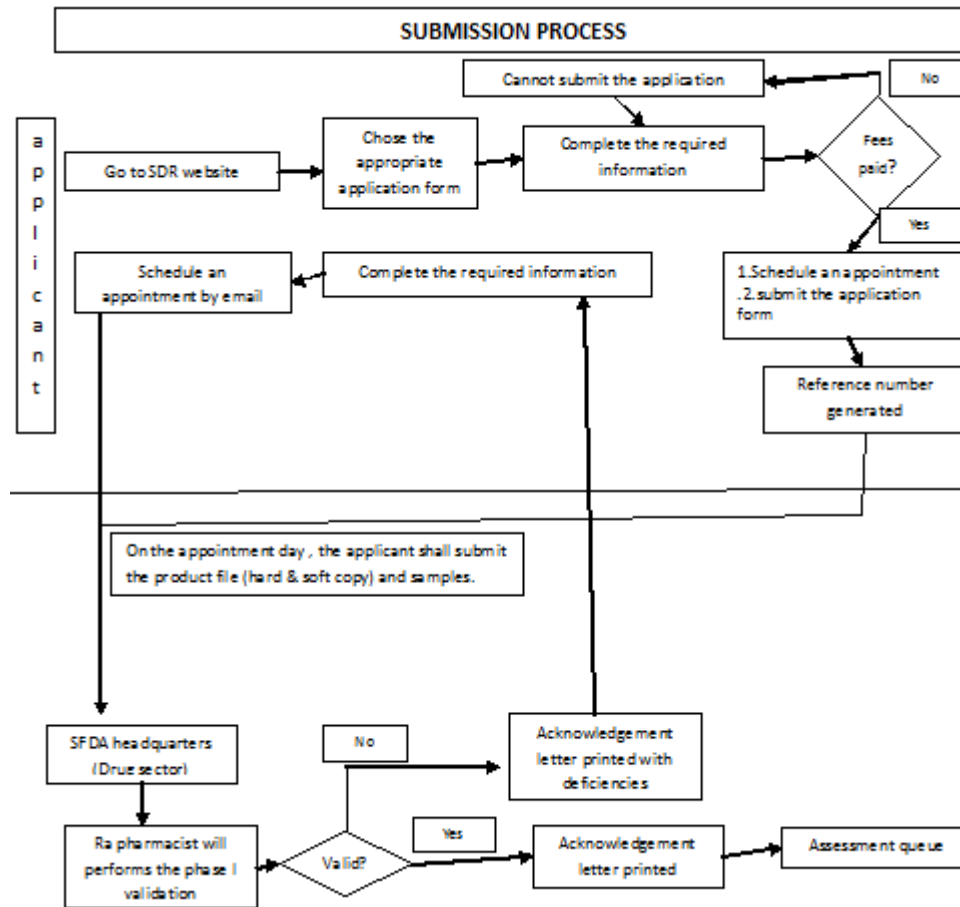 SUBMISSION PROCESS
Cannot submit the application
No
a
p
p
l
i
c
a
n
t
Go to SDR website
Chose the
appropriate
application form
Complete the required
information
Fees
paid?
Yes
Schedule an
appointment by email
Complete the required information
1.Schedule an appointment
.2.submit the application
form
Reference number
generated
On the appointment day , the applicant shall submit
the product file (hard & soft copy) and samples.
SFDA headquarters
(Drug sector)
No
Acknowledgement
letter printed with
deficiencies
Ra pharmacist will
performs the phase I
validation
Valid?
Yes
Acknowledgement
letter printed
Assessment queue